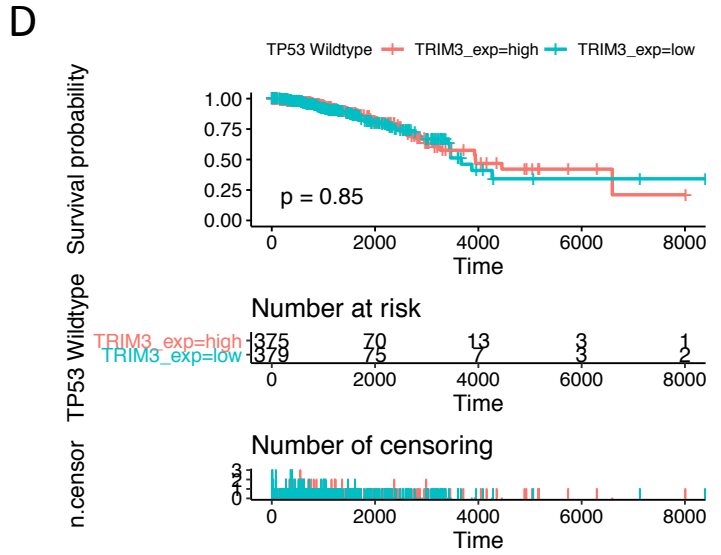 D
TP53 Wildtype TRIM3_exp=high TRIM3_exp=low
Survival probability
1.00
0.75
0.50
0.25
0.00
p = 0.85
0 2000 4000 6000 8000
Time
TP53 Wildtype
Number at risk
TRIM3_exp=high 375 70 13 3 1
TRIM3_exp=low 379 75 7 3 2
0 2000 4000 6000 8000
Time
n.censor
Number of censoring
3
2
1
0
0 2000 4000 6000 8000
Time